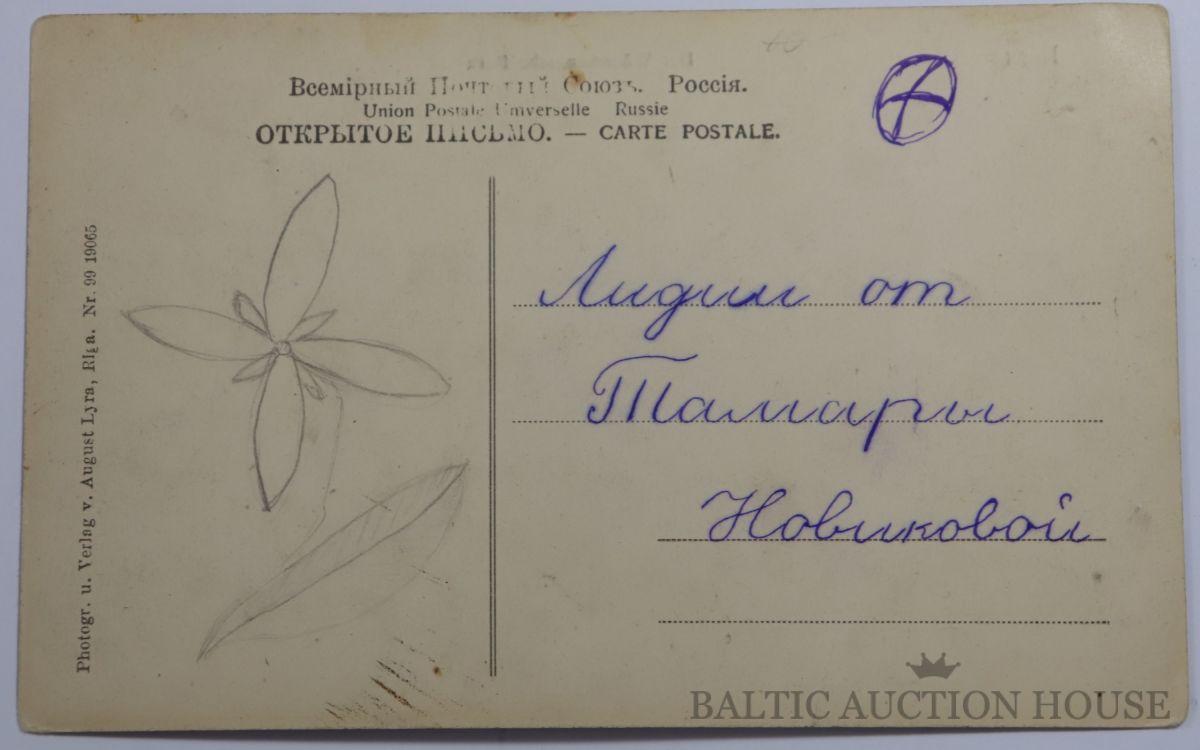 Всемірный Почтовый Союзъ. Россія.
Union Postale Universelle Russie
ОТКРЫТОЕ ПИСЬМО. — CARTE POSTALE.
Photogr. u. Verlag v. August Lyra, Riga. Nr. 99 19065
Лидии от
Тамары
Новиковой
BALTIC AUCTION HOUSE